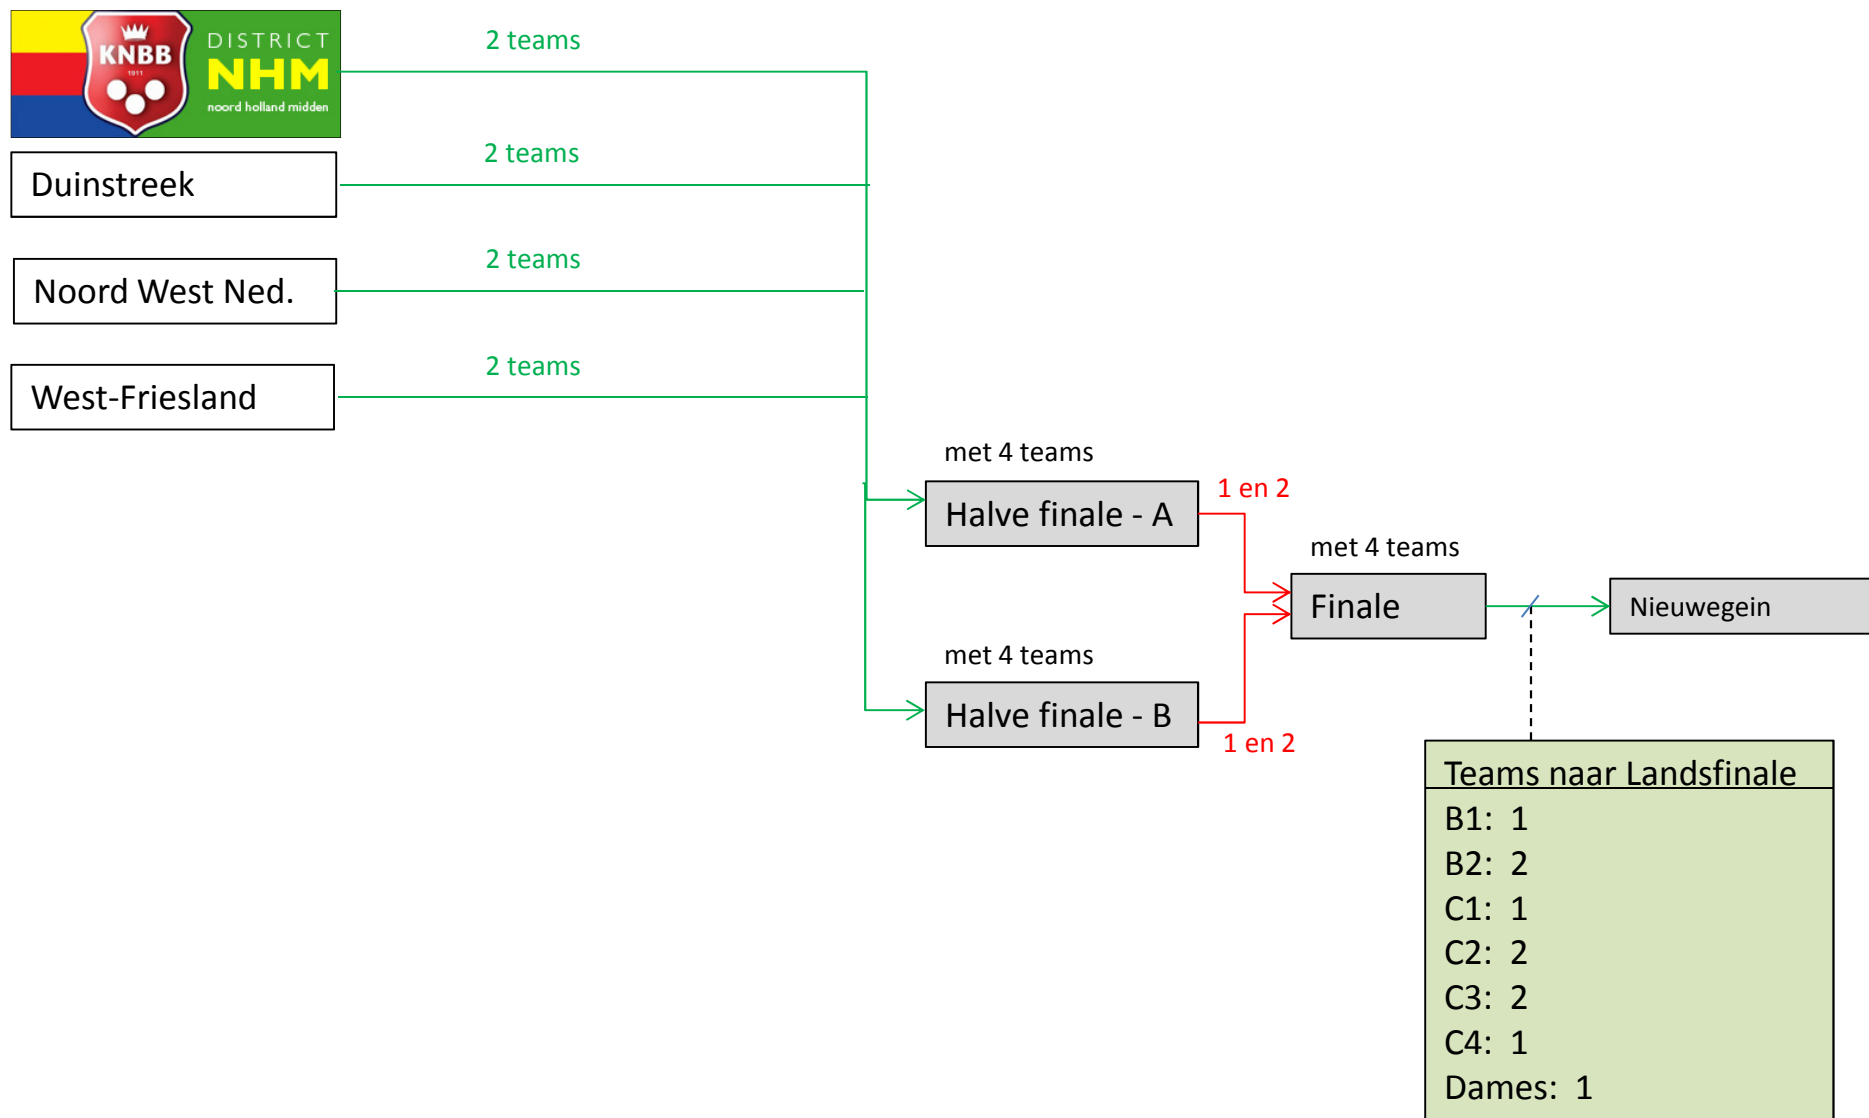 KNBB
1911
DISTRICT
NHM
noord holland midden
2 teams
Duinstreek
2 teams
Noord West Ned.
2 teams
West-Friesland
2 teams
met 4 teams
Halve finale - A
1 en 2
met 4 teams
Finale
Nieuwegein
met 4 teams
Halve finale - B
1 en 2
Teams naar Landsfinale
B1: 1
B2: 2
C1: 1
C2: 2
C3: 2
C4: 1
Dames: 1